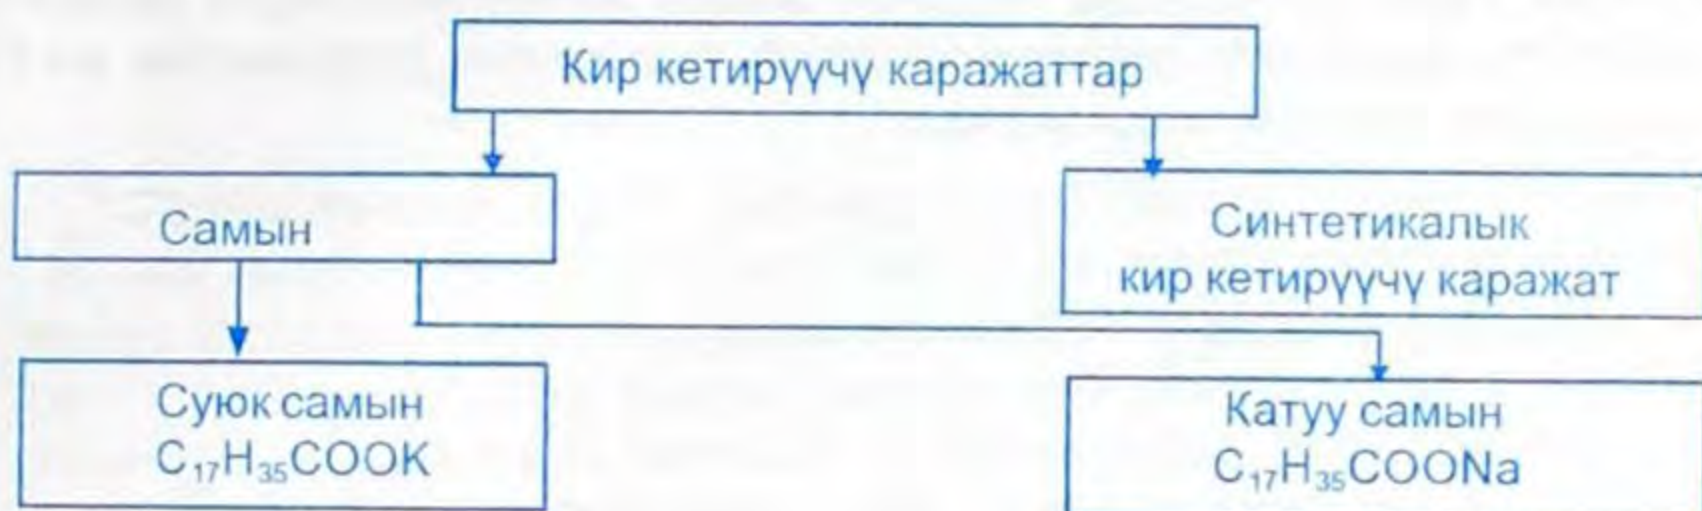 Кир кетирүүчү каражаттар
Самын
Синтетикалык
кир кетирүүчү каражат
Суюк самын
C₁₇H₃₅COOK
Катуу самын
C₁₇H₃₅COONa